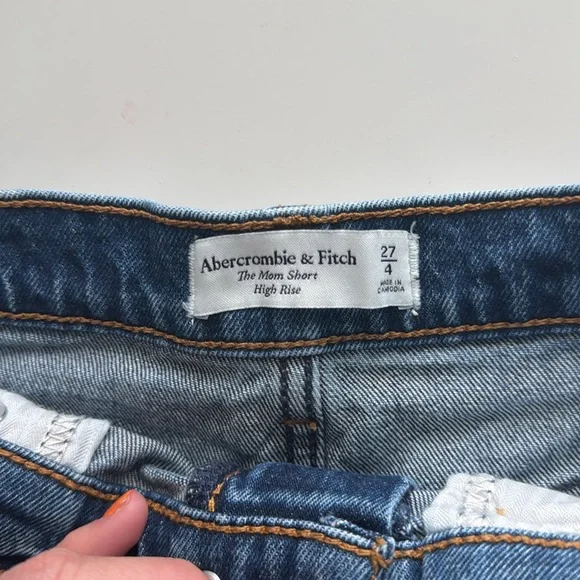 Abercrombie & Fitch
The Mom Short
High Rise
27
4
MADE IN
CAMBODIA